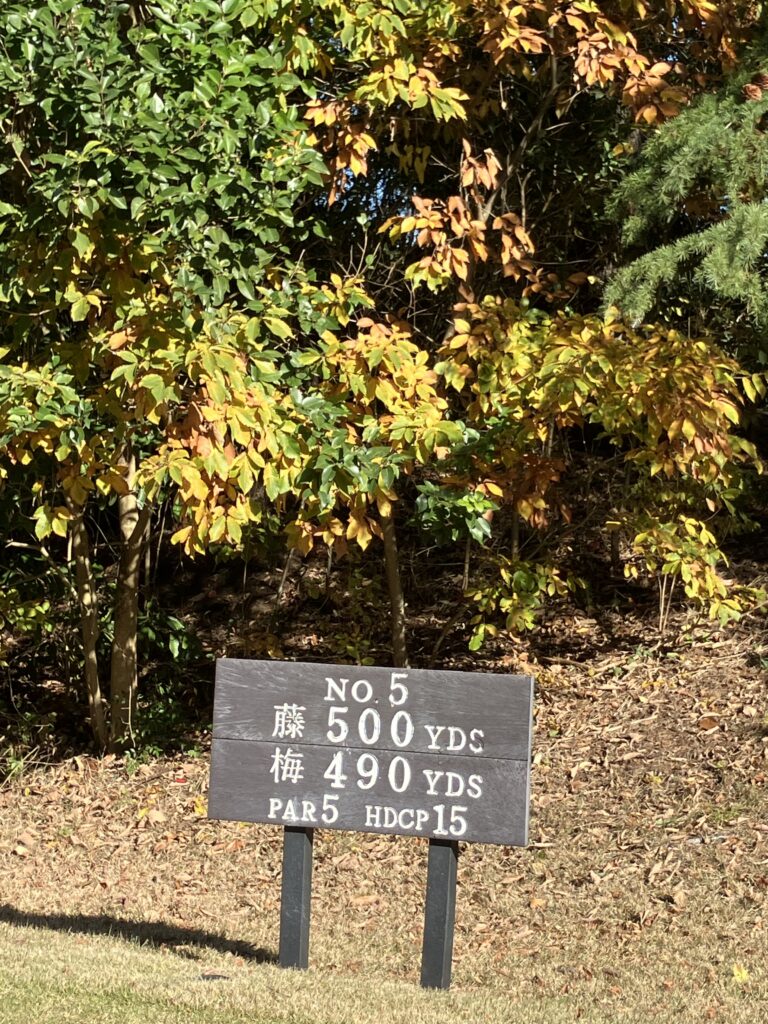 NO. 5
藤 500 YDS
梅 490 YDS
PAR 5 HDCP 15